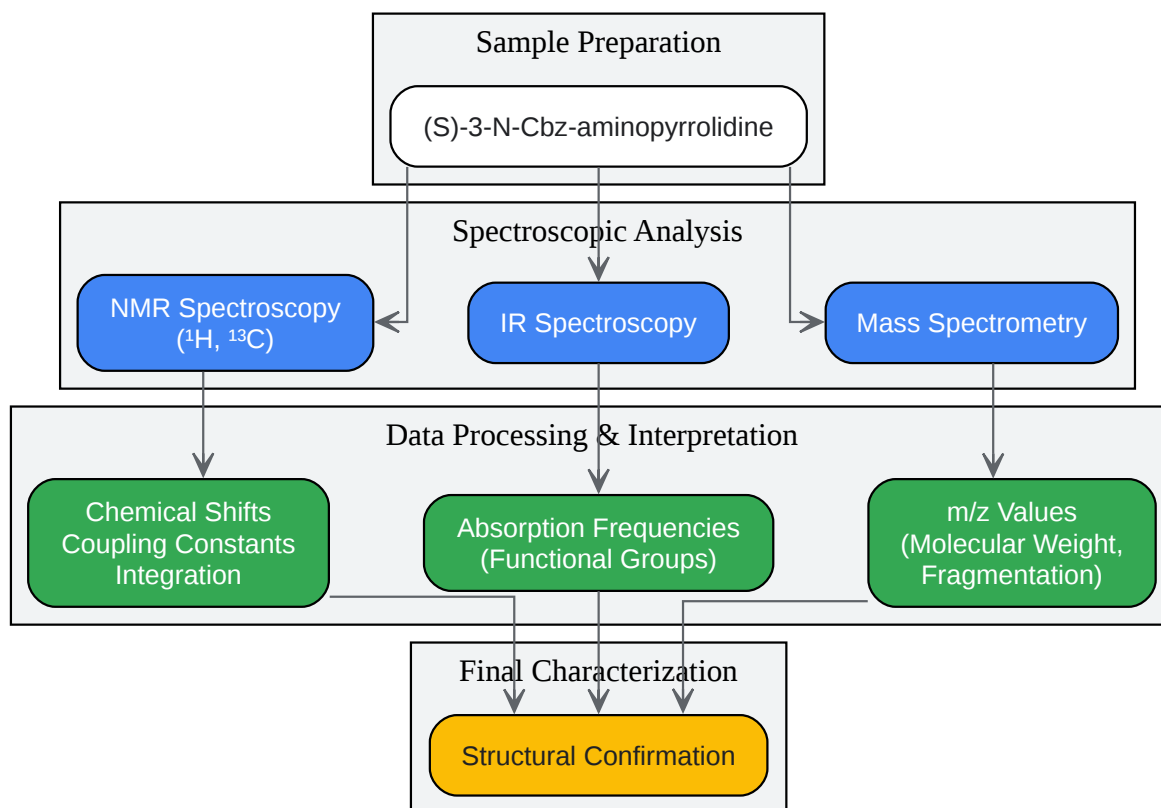 Sample Preparation
(S)-3-N-Cbz-aminopyrrolidine
Spectroscopic Analysis
NMR Spectroscopy
(¹H, ¹³C)
IR Spectroscopy
Mass Spectrometry
Data Processing & Interpretation
Chemical Shifts
Coupling Constants
Integration
Absorption Frequencies
(Functional Groups)
m/z Values
(Molecular Weight,
Fragmentation)
Final Characterization
Structural Confirmation